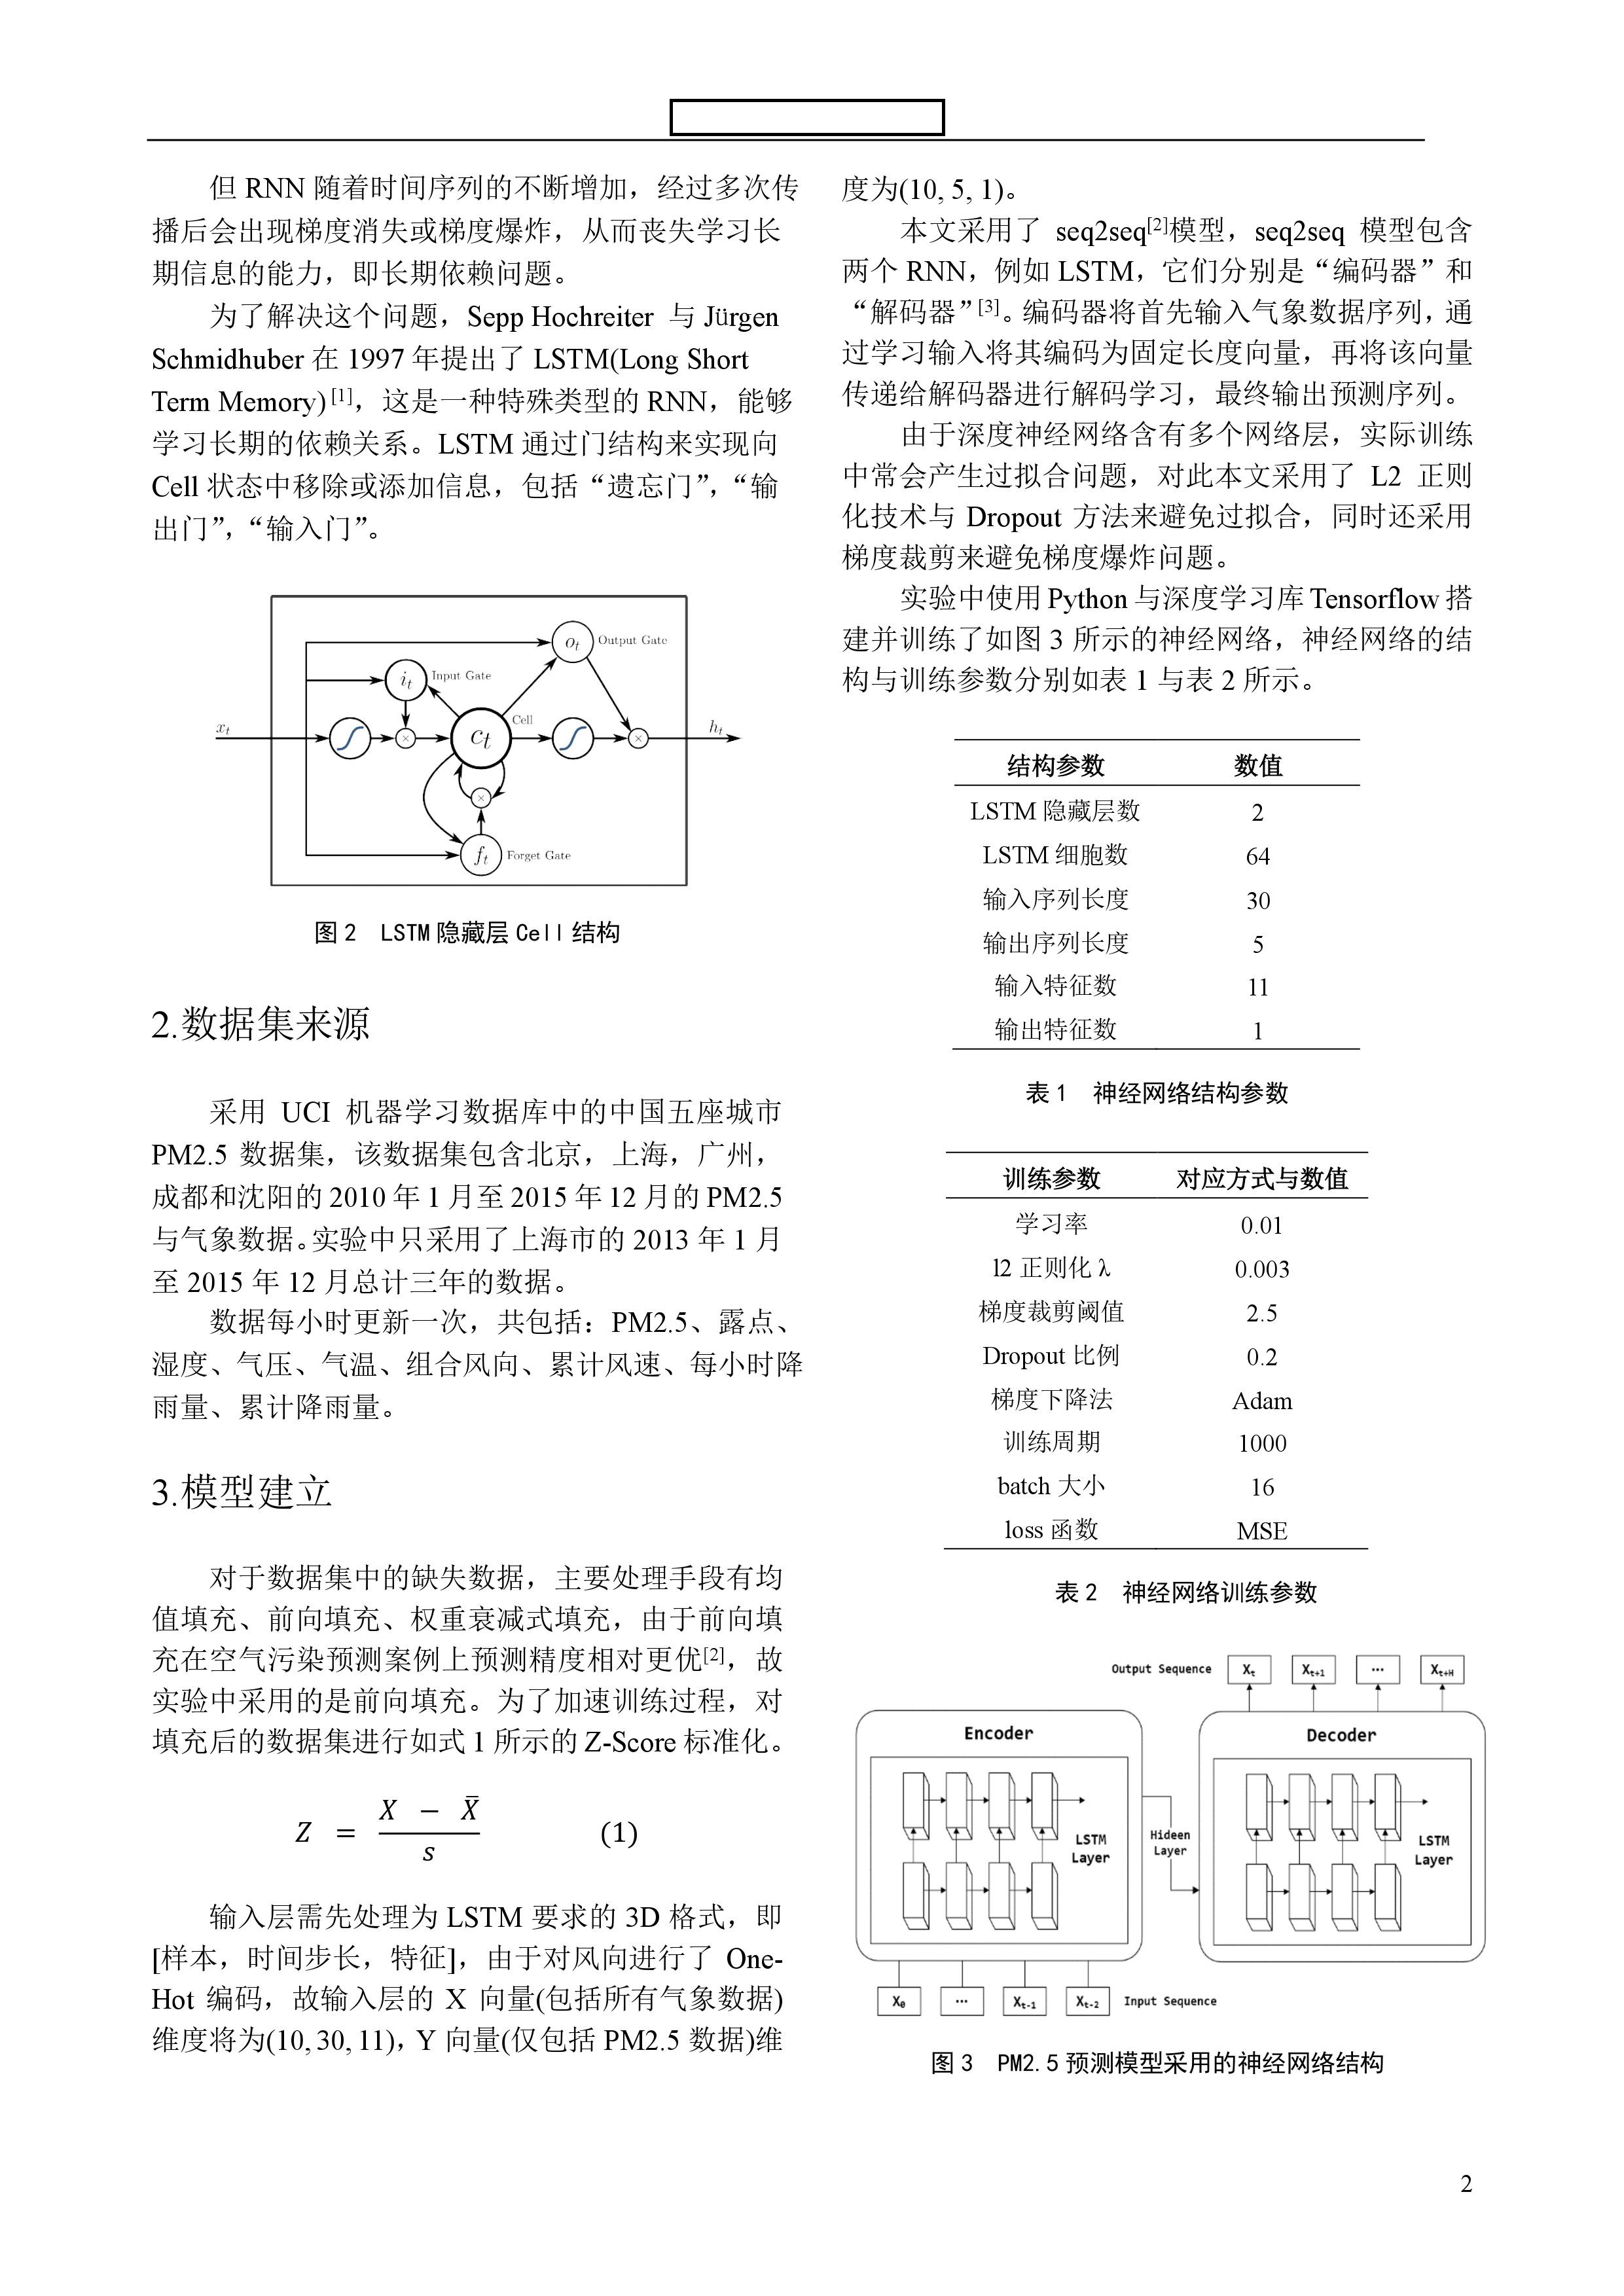 但 RNN 随着时间序列的不断增加，经过多次传
播后会出现梯度消失或梯度爆炸，从而丧失学习长
期信息的能力，即长期依赖问题。
为了解决这个问题，Sepp Hochreiter 与 Jürgen
Schmidhuber 在 1997 年提出了 LSTM(Long Short
Term Memory) [1]，这是一种特殊类型的 RNN，能够
学习长期的依赖关系。LSTM 通过门结构来实现向
Cell 状态中移除或添加信息，包括“遗忘门”，“输
出门”，“输入门”。
Output Gate
o_t
Input Gate
i_t
Cell
x_t
c_t
h_t
f_t
Forget Gate
图 2 LSTM 隐藏层 Cell 结构
2.数据集来源
采用 UCI 机器学习数据库中的中国五座城市
PM2.5 数据集，该数据集包含北京，上海，广州，
成都和沈阳的 2010 年 1 月至 2015 年 12 月的 PM2.5
与气象数据。实验中只采用了上海市的 2013 年 1 月
至 2015 年 12 月总计三年的数据。
数据每小时更新一次，共包括：PM2.5、露点、
湿度、气压、气温、组合风向、累计风速、每小时降
雨量、累计降雨量。
3.模型建立
对于数据集中的缺失数据，主要处理手段有均
值填充、前向填充、权重衰减式填充，由于前向填
充在空气污染预测案例上预测精度相对更优[2]，故
实验中采用的是前向填充。为了加速训练过程，对
填充后的数据集进行如式 1 所示的 Z-Score 标准化。
Z = (X − X̄) / s (1)
输入层需先处理为 LSTM 要求的 3D 格式，即
[样本，时间步长，特征]，由于对风向进行了 One-
Hot 编码，故输入层的 X 向量(包括所有气象数据)
维度将为(10, 30, 11)，Y 向量(仅包括 PM2.5 数据)维
度为(10, 5, 1)。
本文采用了 seq2seq[2]模型，seq2seq 模型包含
两个 RNN，例如 LSTM，它们分别是“编码器”和
“解码器”[3]。编码器将首先输入气象数据序列，通
过学习输入将其编码为固定长度向量，再将该向量
传递给解码器进行解码学习，最终输出预测序列。
由于深度神经网络含有多个网络层，实际训练
中常会产生过拟合问题，对此本文采用了 L2 正则
化技术与 Dropout 方法来避免过拟合，同时还采用
梯度裁剪来避免梯度爆炸问题。
实验中使用 Python 与深度学习库 Tensorflow 搭
建并训练了如图 3 所示的神经网络，神经网络的结
构与训练参数分别如表 1 与表 2 所示。
结构参数 数值
LSTM 隐藏层数 2
LSTM 细胞数 64
输入序列长度 30
输出序列长度 5
输入特征数 11
输出特征数 1
表 1 神经网络结构参数
训练参数 对应方式与数值
学习率 0.01
l2 正则化 λ 0.003
梯度裁剪阈值 2.5
Dropout 比例 0.2
梯度下降法 Adam
训练周期 1000
batch 大小 16
loss 函数 MSE
表 2 神经网络训练参数
Output Sequence X_t X_t+1 ... X_t+H
Encoder
Decoder
LSTM
Layer
Hideen
Layer
LSTM
Layer
X_0 ... X_t-1 X_t-2 Input Sequence
图 3 PM2.5 预测模型采用的神经网络结构
2